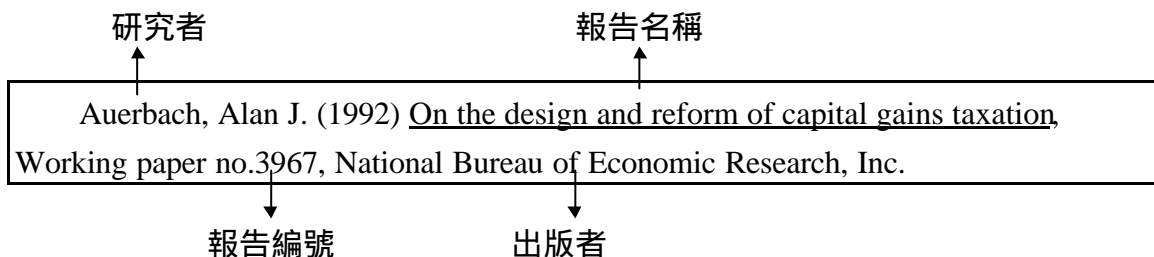 研究者 報告名稱
Auerbach, Alan J. (1992) On the design and reform of capital gains taxation,
Working paper no.3967, National Bureau of Economic Research, Inc.
報告編號 出版者